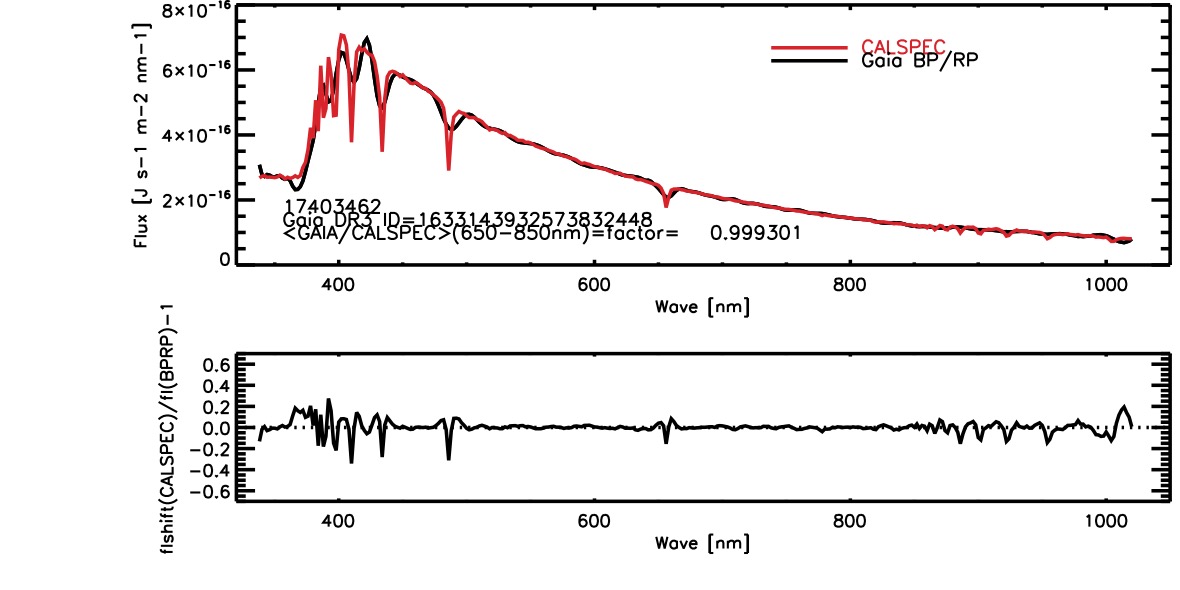 8×10−16
6×10−16
4×10−16
2×10−16
0
Flux [J s−1 m−2 nm−1]
CALSPEC
Gaia BP/RP
17403462
Gaia DR3 ID=1633143932573832448
<GAIA/CALSPEC>(650−850nm)=factor= 0.999301
400 600 800 1000
Wave [nm]
flshift(CALSPEC)/fl(BPRP)−1
0.6
0.4
0.2
0.0
−0.2
−0.4
−0.6
400 600 800 1000
Wave [nm]